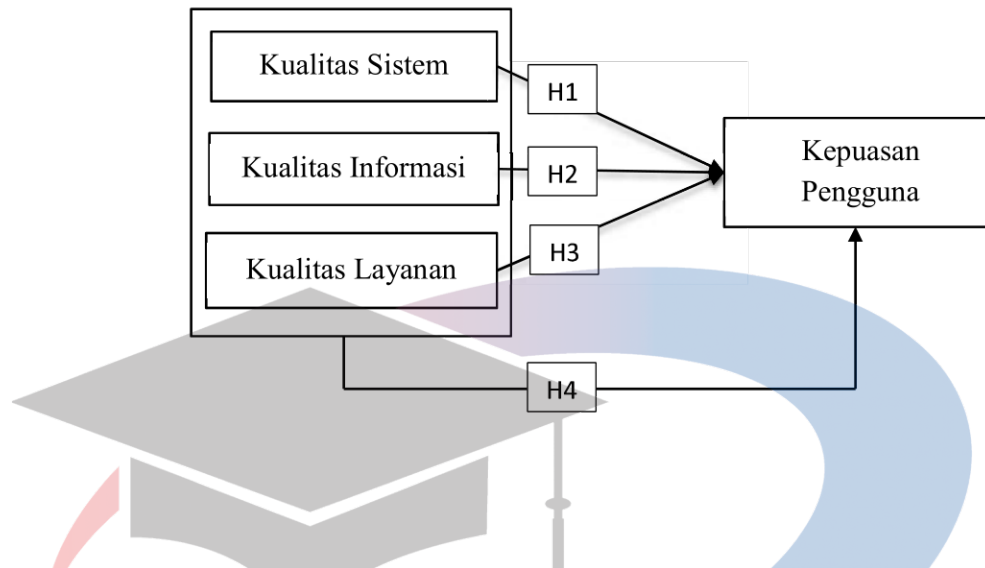 Kualitas Sistem
H1
Kualitas Informasi
H2
Kepuasan
Pengguna
Kualitas Layanan
H3
H4